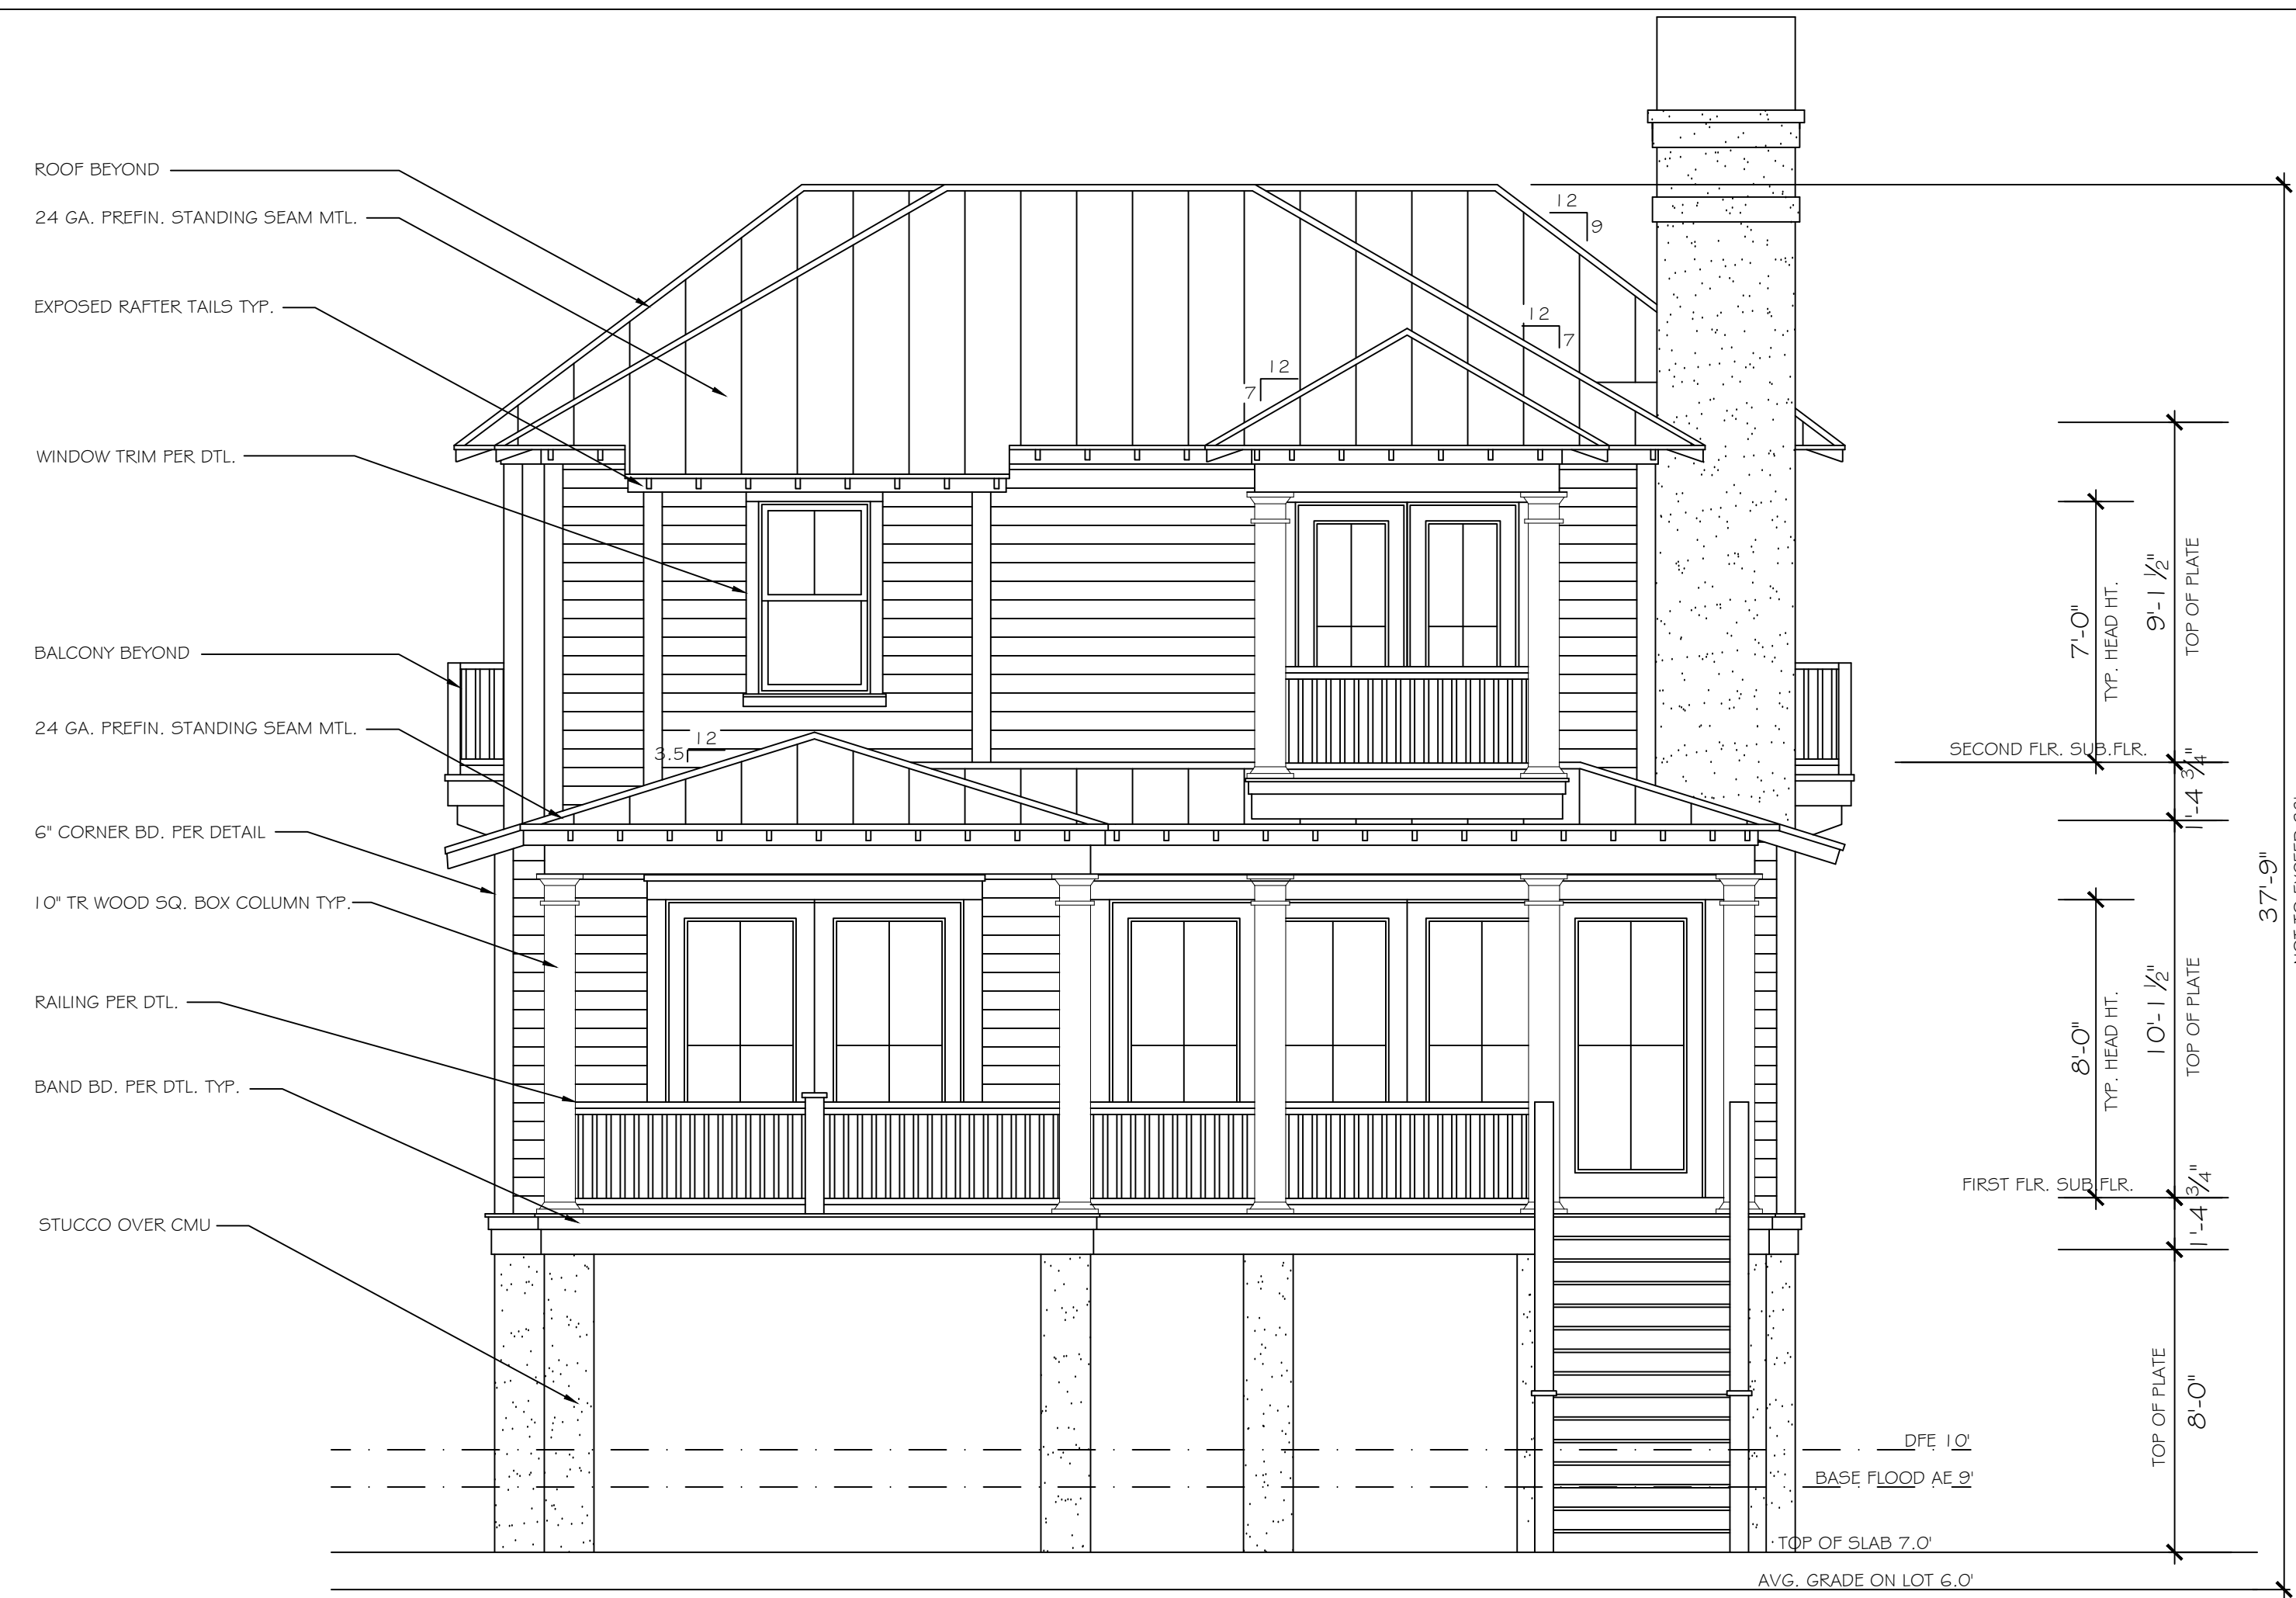 ROOF BEYOND
24 GA. PREFIN. STANDING SEAM MTL.
EXPOSED RAFTER TAILS TYP.
WINDOW TRIM PER DTL.
BALCONY BEYOND
24 GA. PREFIN. STANDING SEAM MTL.
6" CORNER BD. PER DETAIL
10" TR WOOD SQ. BOX COLUMN TYP.
RAILING PER DTL.
BAND BD. PER DTL. TYP.
STUCCO OVER CMU
12
9
12
7
12
7
12
3.5
7'-0"
TYP. HEAD HT.
9'-1 1/2"
TOP OF PLATE
SECOND FLR. SUB.FLR.
1'-4 3/4"
8'-0"
TYP. HEAD HT.
10'-1 1/2"
TOP OF PLATE
37'-9"
FIRST FLR. SUB.FLR.
1'-4 3/4"
TOP OF PLATE
8'-0"
DFE 10'
BASE FLOOD AE 9'
TOP OF SLAB 7.0'
AVG. GRADE ON LOT 6.0'